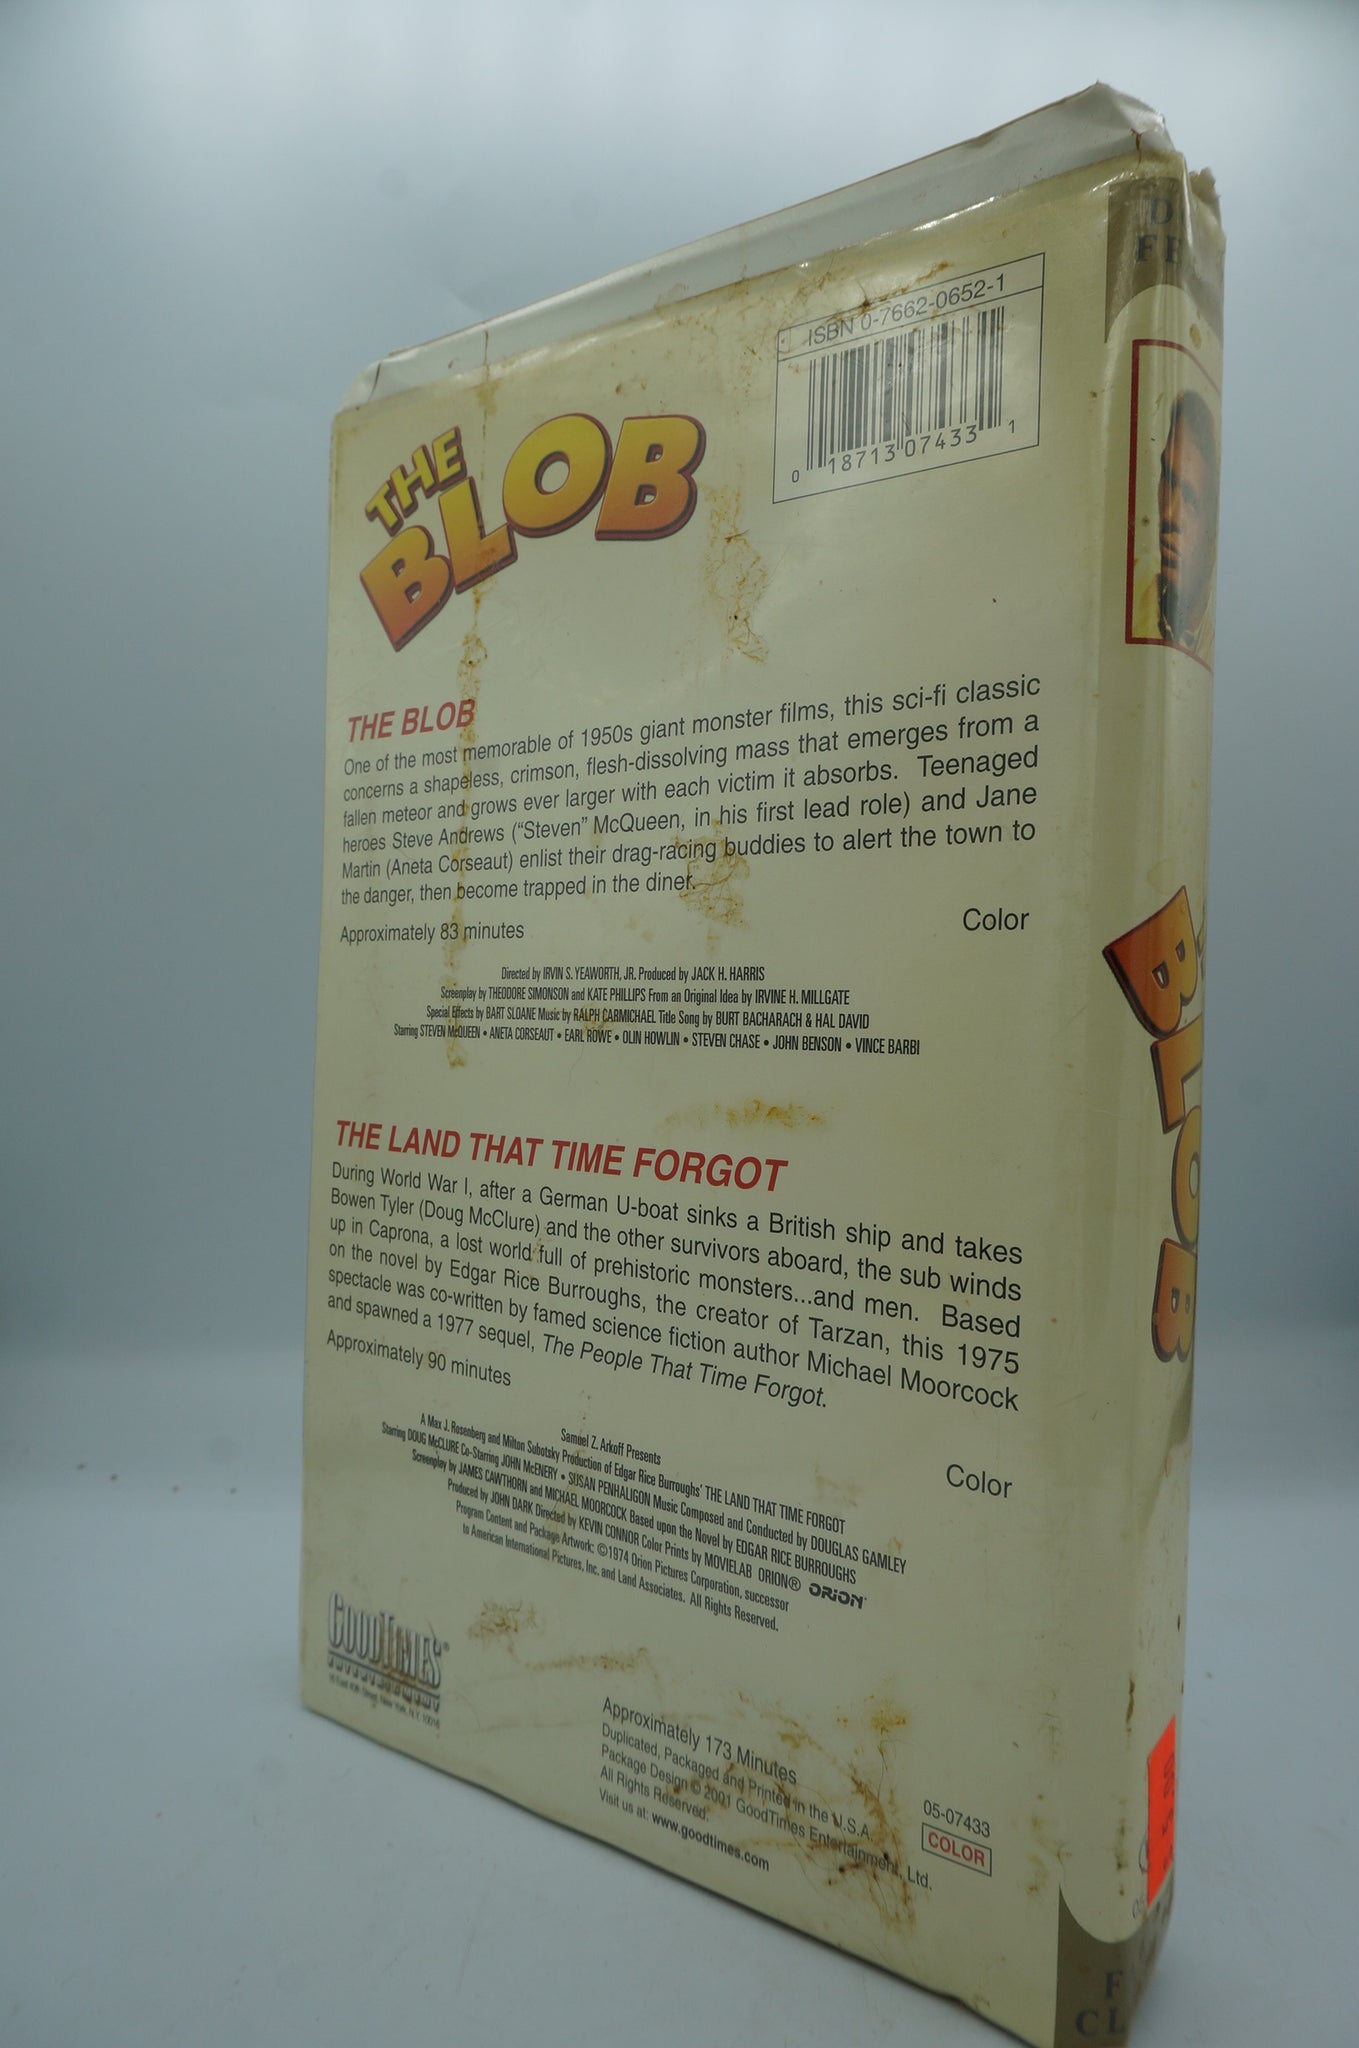 ISBN 0-7662-0652-1
0 18713 07433 1
THE
BLOB
THE BLOB
One of the most memorable of 1950s giant monster films, this sci-fi classic
concerns a shapeless, crimson, flesh-dissolving mass that emerges from a
fallen meteor and grows ever larger with each victim it absorbs. Teenaged
heroes Steve Andrews (“Steven” McQueen, in his first lead role) and Jane
Martin (Aneta Corseaut) enlist their drag-racing buddies to alert the town to
the danger, then become trapped in the diner.
Approximately 83 minutes
Color
Directed by IRVIN S. YEAWORTH, JR. Produced by JACK H. HARRIS
Screenplay by THEODORE SIMONSON and KATE PHILLIPS From an Original Idea by IRVINE H. MILLGATE
Special Effects by BART SLOANE Music by RALPH CARMICHAEL Title Song by BURT BACHARACH & HAL DAVID
Starring STEVEN McQUEEN • ANETA CORSEAUT • EARL ROWE • OLIN HOWLIN • STEVEN CHASE • JOHN BENSON • VINCE BARBI
THE LAND THAT TIME FORGOT
During World War I, after a German U-boat sinks a British ship and takes
Bowen Tyler (Doug McClure) and the other survivors aboard, the sub winds
up in Caprona, a lost world full of prehistoric monsters...and men. Based
on the novel by Edgar Rice Burroughs, the creator of Tarzan, this 1975
spectacle was co-written by famed science fiction author Michael Moorcock
and spawned a 1977 sequel, The People That Time Forgot.
Approximately 90 minutes
Color
Samuel Z. Arkoff Presents
A Max J. Rosenberg and Milton Subotsky Production of Edgar Rice Burroughs' THE LAND THAT TIME FORGOT
Starring DOUG McCLURE Co-Starring JOHN McENERY • SUSAN PENHALIGON Music Composed and Conducted by DOUGLAS GAMLEY
Screenplay by JAMES CAWTHORN and MICHAEL MOORCOCK Based upon the Novel by EDGAR RICE BURROUGHS
Produced by JOHN DARK Directed by KEVIN CONNOR Color Prints by MOVIELAB ORION® ORION
Program Content and Package Artwork: ©1974 Orion Pictures Corporation, successor
to American International Pictures, Inc. and Land Associates. All Rights Reserved.
GOODTIMES®
ENTERTAINMENT
16 East 40th Street, New York, N.Y. 10016
Approximately 173 Minutes
Duplicated, Packaged and Printed in the U.S.A.
Package Design © 2001 GoodTimes Entertainment, Ltd.
All Rights Reserved.
Visit us at: www.goodtimes.com
05-07433
COLOR
BLOB